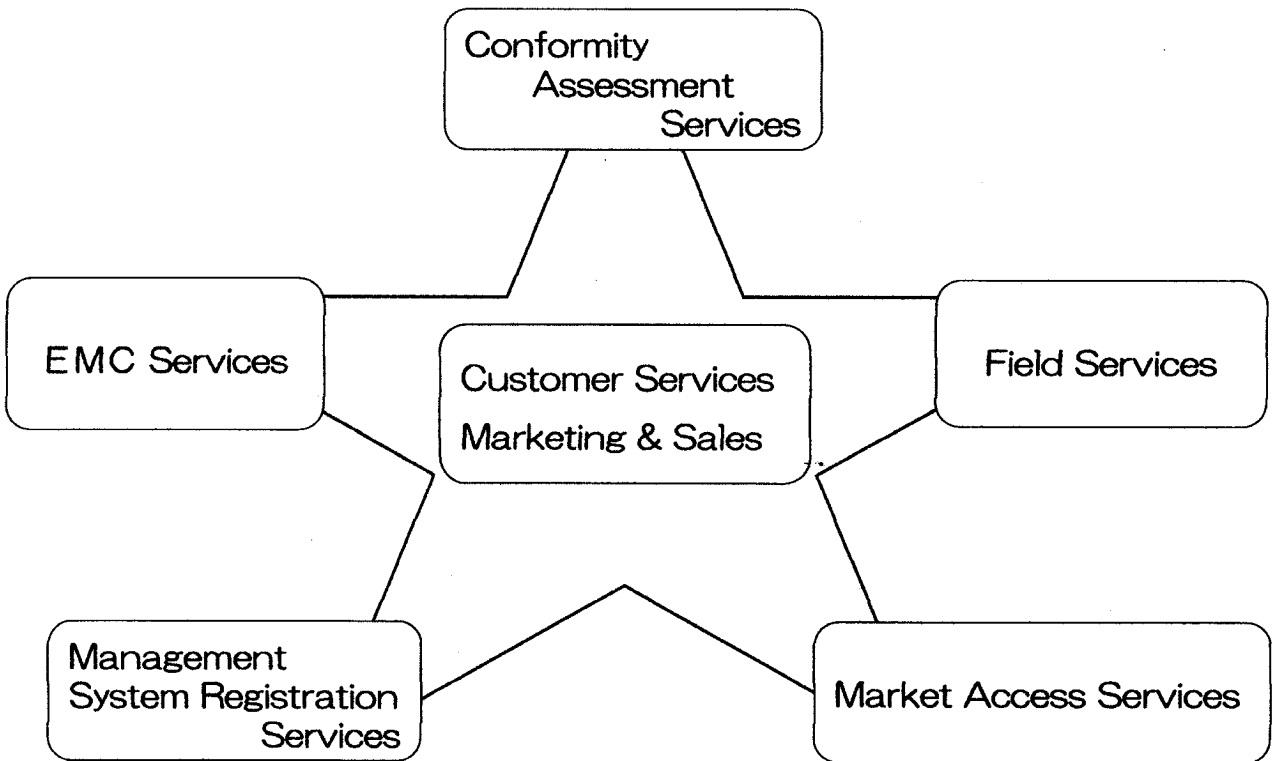 Conformity
Assessment
Services
EMC Services
Customer Services
Marketing & Sales
Field Services
Management
System Registration
Services
Market Access Services